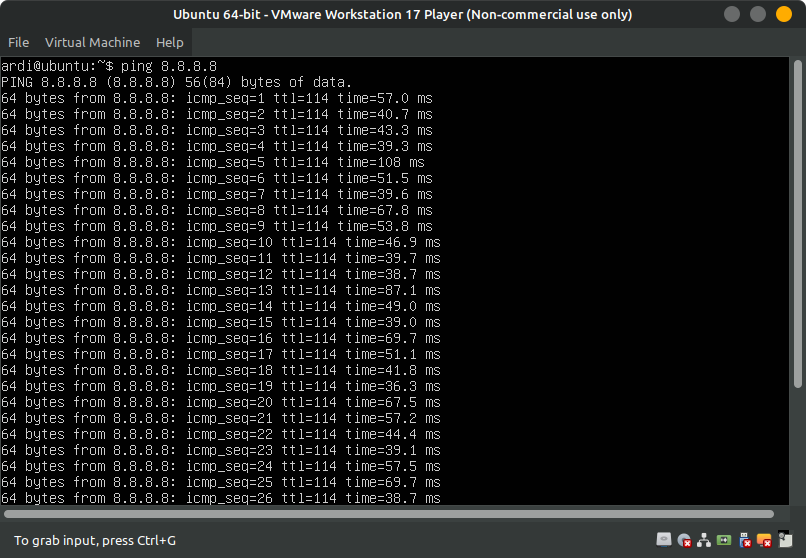 Ubuntu 64-bit - VMware Workstation 17 Player (Non-commercial use only)
File Virtual Machine Help
ardi@ubuntu:~$ ping 8.8.8.8
PING 8.8.8.8 (8.8.8.8) 56(84) bytes of data.
64 bytes from 8.8.8.8: icmp_seq=1 ttl=114 time=57.0 ms
64 bytes from 8.8.8.8: icmp_seq=2 ttl=114 time=40.7 ms
64 bytes from 8.8.8.8: icmp_seq=3 ttl=114 time=43.3 ms
64 bytes from 8.8.8.8: icmp_seq=4 ttl=114 time=39.3 ms
64 bytes from 8.8.8.8: icmp_seq=5 ttl=114 time=108 ms
64 bytes from 8.8.8.8: icmp_seq=6 ttl=114 time=51.5 ms
64 bytes from 8.8.8.8: icmp_seq=7 ttl=114 time=39.6 ms
64 bytes from 8.8.8.8: icmp_seq=8 ttl=114 time=67.8 ms
64 bytes from 8.8.8.8: icmp_seq=9 ttl=114 time=53.8 ms
64 bytes from 8.8.8.8: icmp_seq=10 ttl=114 time=46.9 ms
64 bytes from 8.8.8.8: icmp_seq=11 ttl=114 time=39.7 ms
64 bytes from 8.8.8.8: icmp_seq=12 ttl=114 time=38.7 ms
64 bytes from 8.8.8.8: icmp_seq=13 ttl=114 time=87.1 ms
64 bytes from 8.8.8.8: icmp_seq=14 ttl=114 time=49.0 ms
64 bytes from 8.8.8.8: icmp_seq=15 ttl=114 time=39.0 ms
64 bytes from 8.8.8.8: icmp_seq=16 ttl=114 time=69.7 ms
64 bytes from 8.8.8.8: icmp_seq=17 ttl=114 time=51.1 ms
64 bytes from 8.8.8.8: icmp_seq=18 ttl=114 time=41.8 ms
64 bytes from 8.8.8.8: icmp_seq=19 ttl=114 time=36.3 ms
64 bytes from 8.8.8.8: icmp_seq=20 ttl=114 time=67.5 ms
64 bytes from 8.8.8.8: icmp_seq=21 ttl=114 time=57.2 ms
64 bytes from 8.8.8.8: icmp_seq=22 ttl=114 time=44.4 ms
64 bytes from 8.8.8.8: icmp_seq=23 ttl=114 time=39.1 ms
64 bytes from 8.8.8.8: icmp_seq=24 ttl=114 time=57.5 ms
64 bytes from 8.8.8.8: icmp_seq=25 ttl=114 time=69.7 ms
64 bytes from 8.8.8.8: icmp_seq=26 ttl=114 time=38.7 ms
To grab input, press Ctrl+G